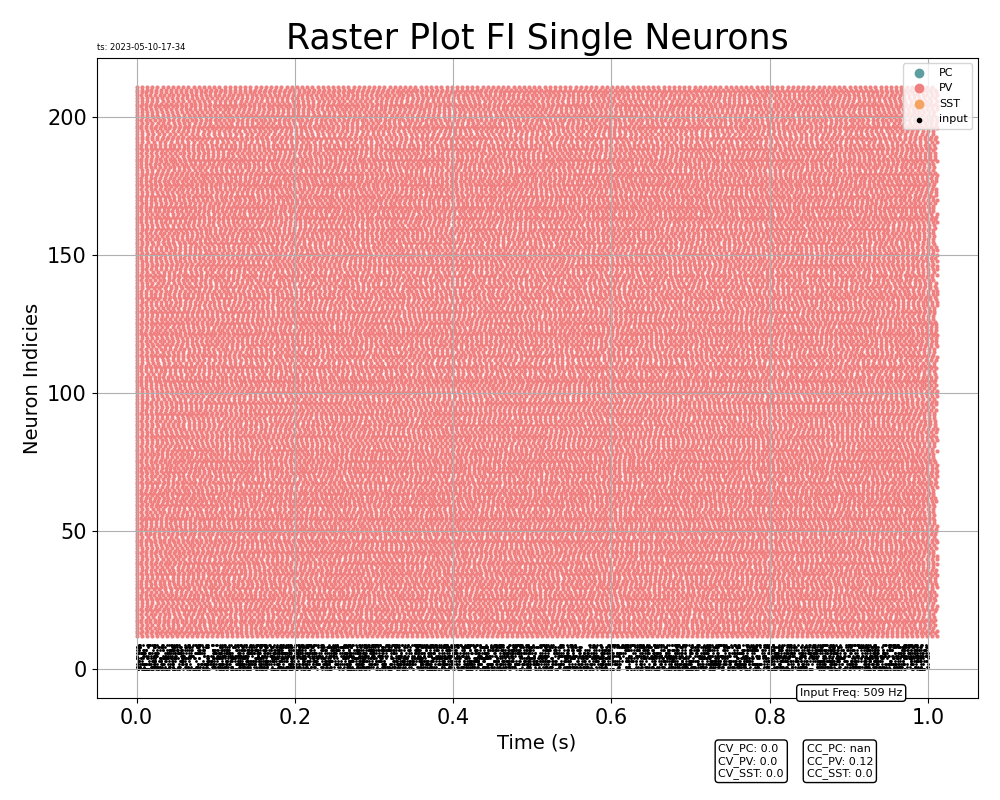 Raster Plot FI Single Neurons
ts: 2023-05-10-17-34
PC
PV
SST
input
200
150
100
50
0
Neuron Indicies
0.0 0.2 0.4 0.6 0.8 1.0
Time (s)
Input Freq: 509 Hz
CV_PC: 0.0
CV_PV: 0.0
CV_SST: 0.0
CC_PC: nan
CC_PV: 0.12
CC_SST: 0.0